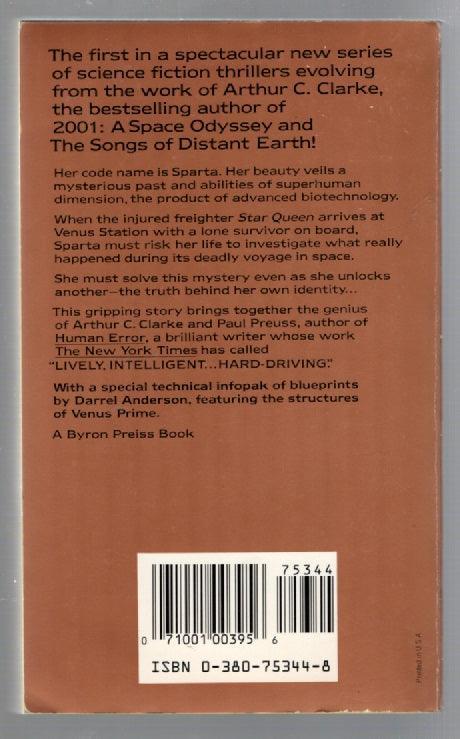 The first in a spectacular new series
of science fiction thrillers evolving
from the work of Arthur C. Clarke,
the bestselling author of
2001: A Space Odyssey and
The Songs of Distant Earth!
Her code name is Sparta. Her beauty veils a
mysterious past and abilities of superhuman
dimension, the product of advanced biotechnology.
When the injured freighter Star Queen arrives at
Venus Station with a lone survivor on board,
Sparta must risk her life to investigate what really
happened during its deadly voyage in space.
She must solve this mystery even as she unlocks
another—the truth behind her own identity...
This gripping story brings together the genius
of Arthur C. Clarke and Paul Preuss, author of
Human Error, a brilliant writer whose work
The New York Times has called
"LIVELY, INTELLIGENT...HARD-DRIVING."
With a special technical infopak of blueprints
by Darrel Anderson, featuring the structures
of Venus Prime.
A Byron Preiss Book
75344
0 71001 00395 6
ISBN 0-380-75344-8
Printed in U.S.A.